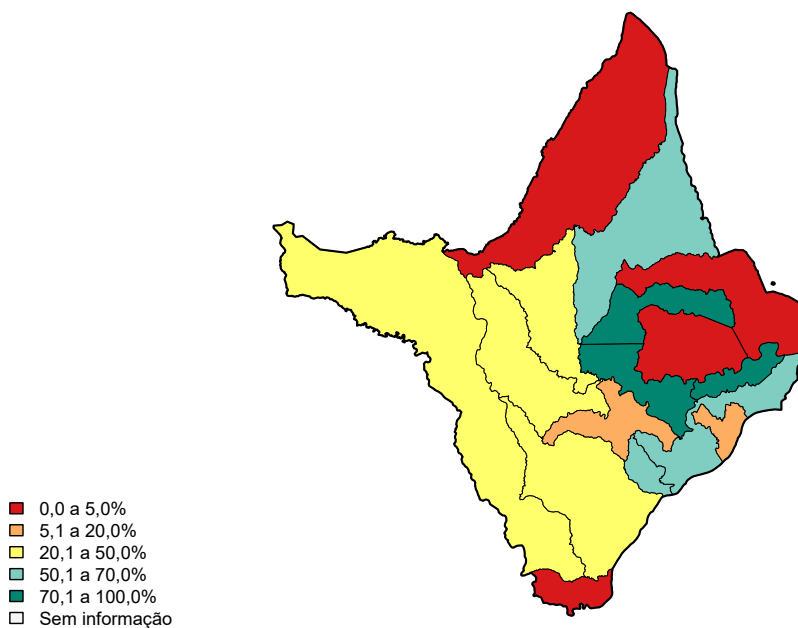 0,0 a 5,0%
5,1 a 20,0%
20,1 a 50,0%
50,1 a 70,0%
70,1 a 100,0%
Sem informação